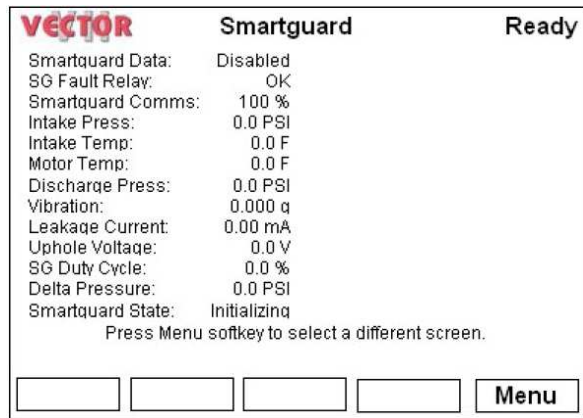 VECTOR Smartguard Ready
Smartguard Data: Disabled
SG Fault Relay: OK
Smartguard Comms: 100 %
Intake Press: 0.0 PSI
Intake Temp: 0.0 F
Motor Temp: 0.0 F
Discharge Press: 0.0 PSI
Vibration: 0.000 g
Leakage Current: 0.00 mA
Uphole Voltage: 0.0 V
SG Duty Cycle: 0.0 %
Delta Pressure: 0.0 PSI
Smartguard State: Initializing
Press Menu softkey to select a different screen.
Menu